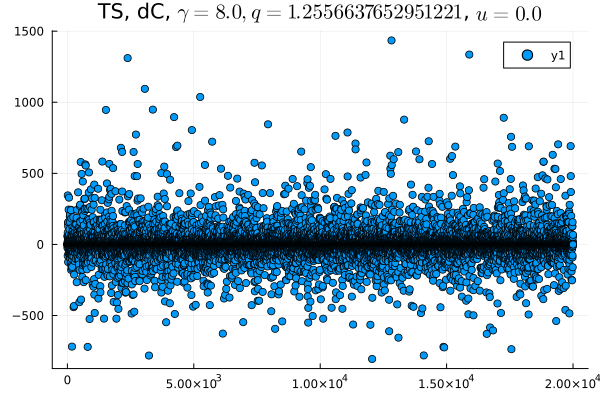 TS, dC, γ = 8.0, q = 1.2556637652951221, u = 0.0
y1
1500
1000
500
0
−500
0 5.00×10³ 1.00×10⁴ 1.50×10⁴ 2.00×10⁴